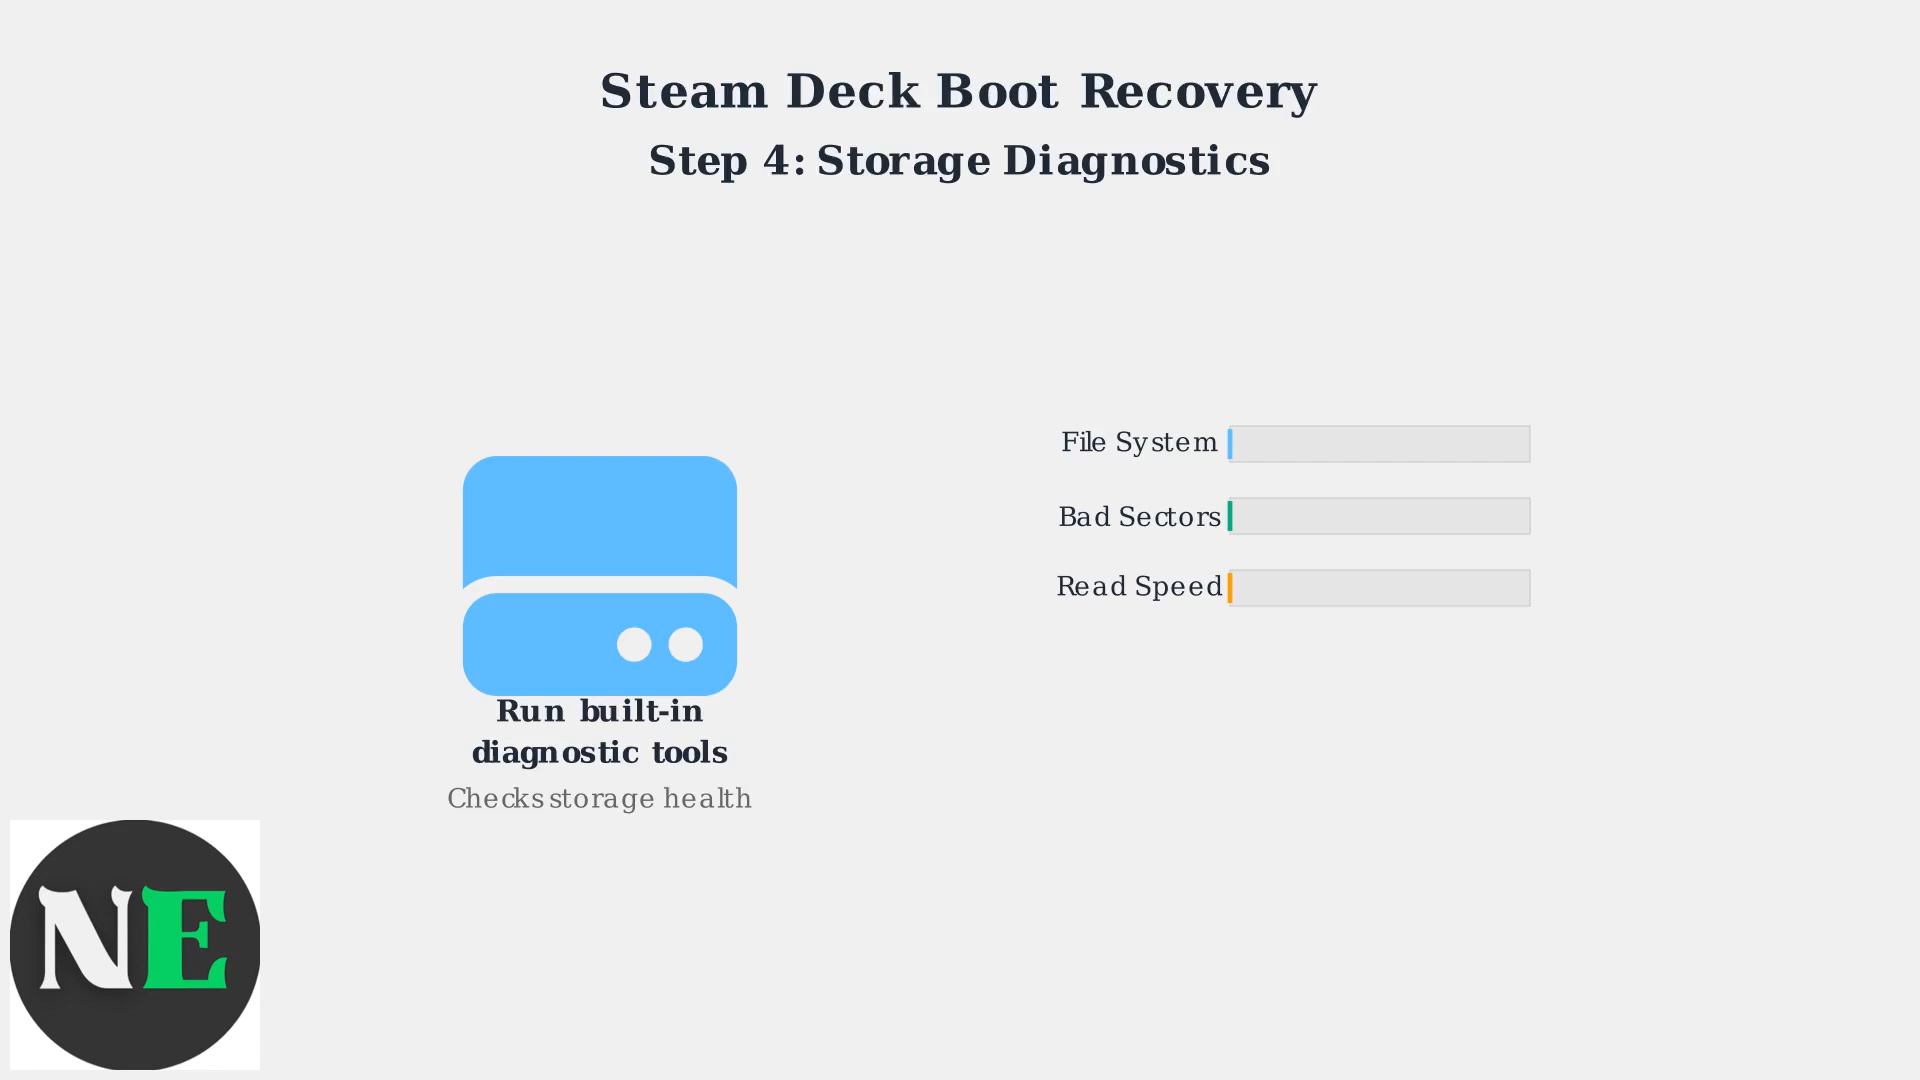 Steam Deck Boot Recovery
Step 4: Storage Diagnostics
File System
Bad Sectors
Read Speed
Run built-in
diagnostic tools
Checks storage health
NE